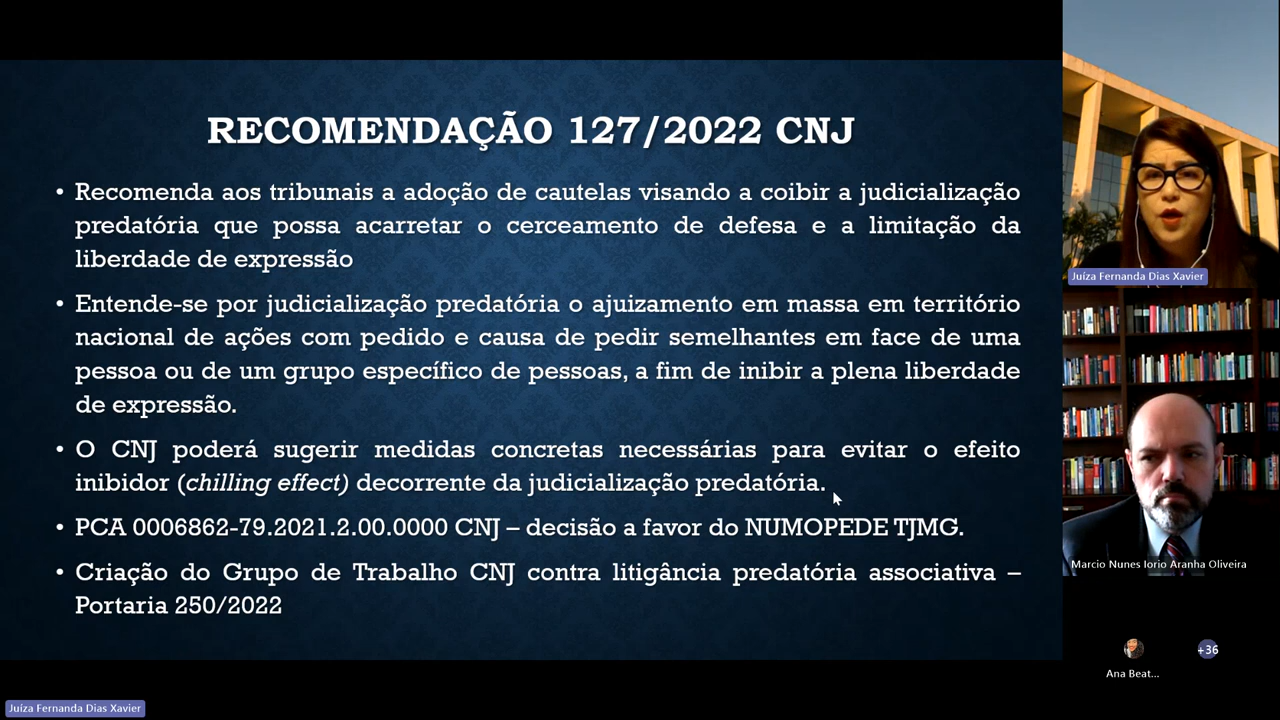 RECOMENDAÇÃO 127/2022 CNJ
• Recomenda aos tribunais a adoção de cautelas visando a coibir a judicialização
predatória que possa acarretar o cerceamento de defesa e a limitação da
liberdade de expressão
• Entende-se por judicialização predatória o ajuizamento em massa em território
nacional de ações com pedido e causa de pedir semelhantes em face de uma
pessoa ou de um grupo específico de pessoas, a fim de inibir a plena liberdade
de expressão.
• O CNJ poderá sugerir medidas concretas necessárias para evitar o efeito
inibidor (chilling effect) decorrente da judicialização predatória.
• PCA 0006862-79.2021.2.00.0000 CNJ – decisão a favor do NUMOPEDE TJMG.
• Criação do Grupo de Trabalho CNJ contra litigância predatória associativa –
Portaria 250/2022
Juíza Fernanda Dias Xavier
Marcio Nunes Iorio Aranha Oliveira
+36
Ana Beat...
Juíza Fernanda Dias Xavier